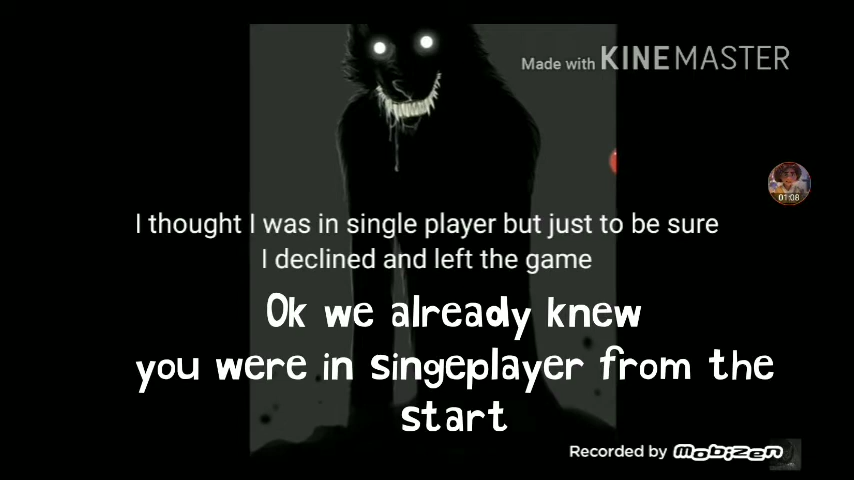 Made with KINEMASTER
01:08
I thought I was in single player but just to be sure
I declined and left the game
Ok we already knew
you were in singeplayer from the
start
Recorded by mobizen